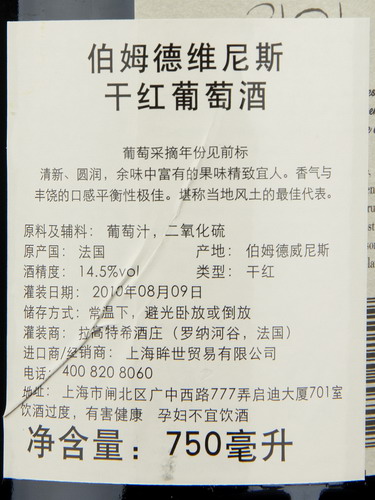 伯姆德维尼斯
干红葡萄酒
葡萄采摘年份见前标
清新、圆润，余味中富有的果味精致宜人。香气与
丰饶的口感平衡性极佳。堪称当地风土的最佳代表。
原料及辅料：葡萄汁，二氧化硫
原产国：法国 产地：伯姆德威尼斯
酒精度：14.5%vol 类型：干红
灌装日期：2010年08月09日
储存方式：常温下，避光卧放或倒放
灌装商：拉高特希酒庄（罗纳河谷，法国）
进口商/经销商：上海眸世贸易有限公司
电话：400 820 8060
地址：上海市闸北区广中西路777弄启迪大厦701室
饮酒过度，有害健康 孕妇不宜饮酒
净含量：750毫升